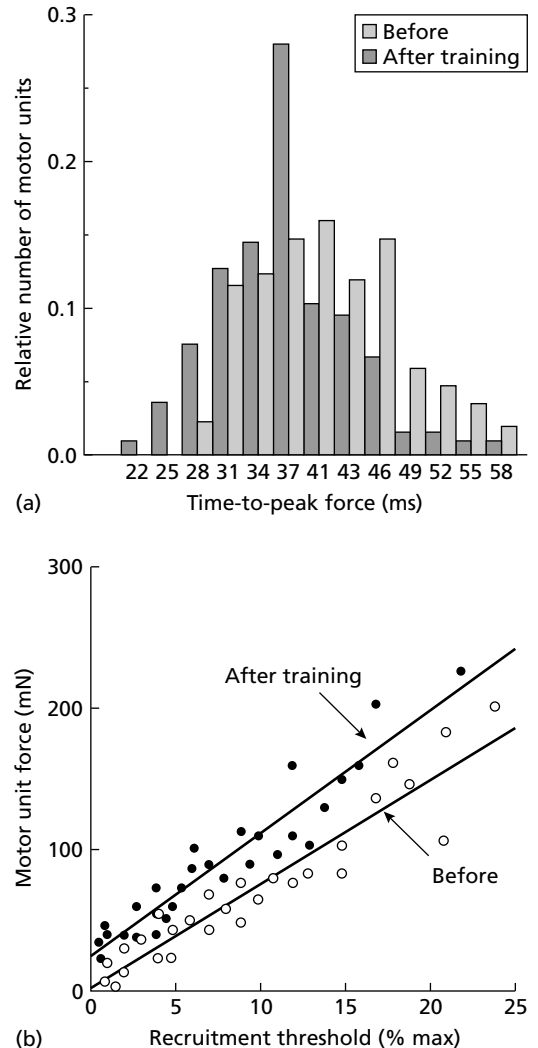 0.3
Before
After training
0.2
Relative number of motor units
0.1
0.0
22 25 28 31 34 37 41 43 46 49 52 55 58
(a)
Time-to-peak force (ms)
300
After training
200
Motor unit force (mN)
100
Before
0
0 5 10 15 20 25
(b)
Recruitment threshold (% max)